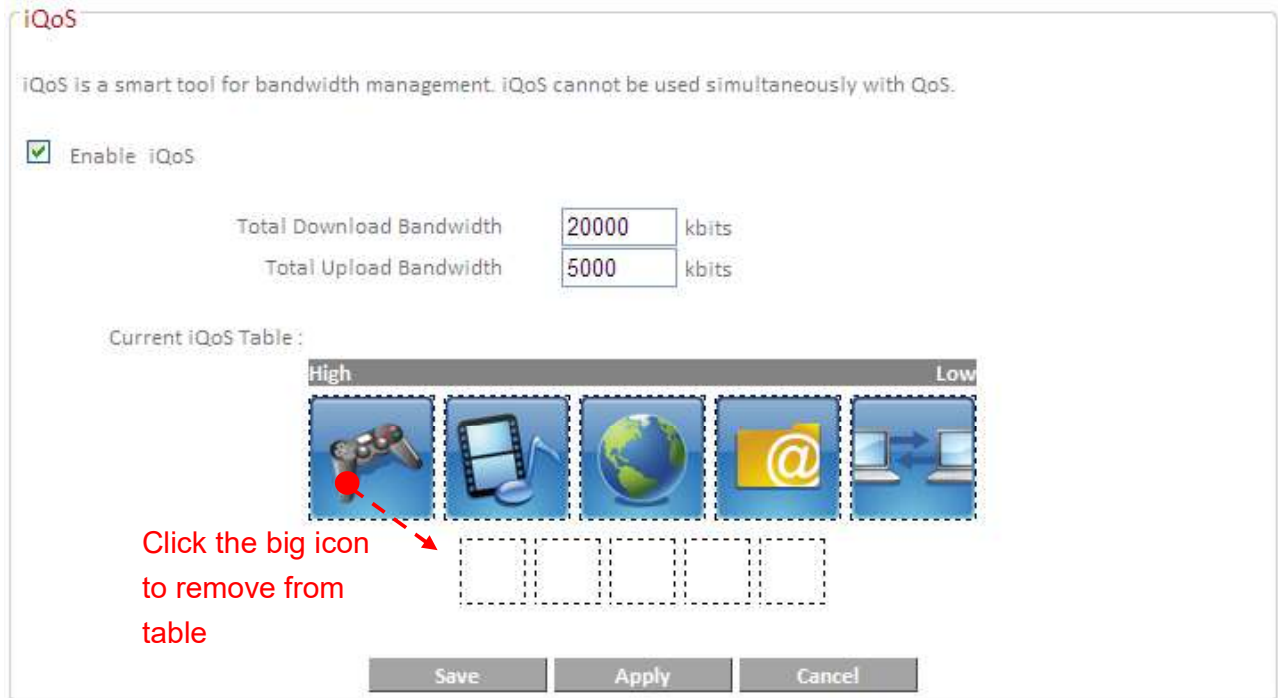 iQoS
iQoS is a smart tool for bandwidth management. iQoS cannot be used simultaneously with QoS.
Enable iQoS
Total Download Bandwidth 20000 kbits
Total Upload Bandwidth 5000 kbits
Current iQoS Table :
High Low
@
Click the big icon
to remove from
table
Save Apply Cancel